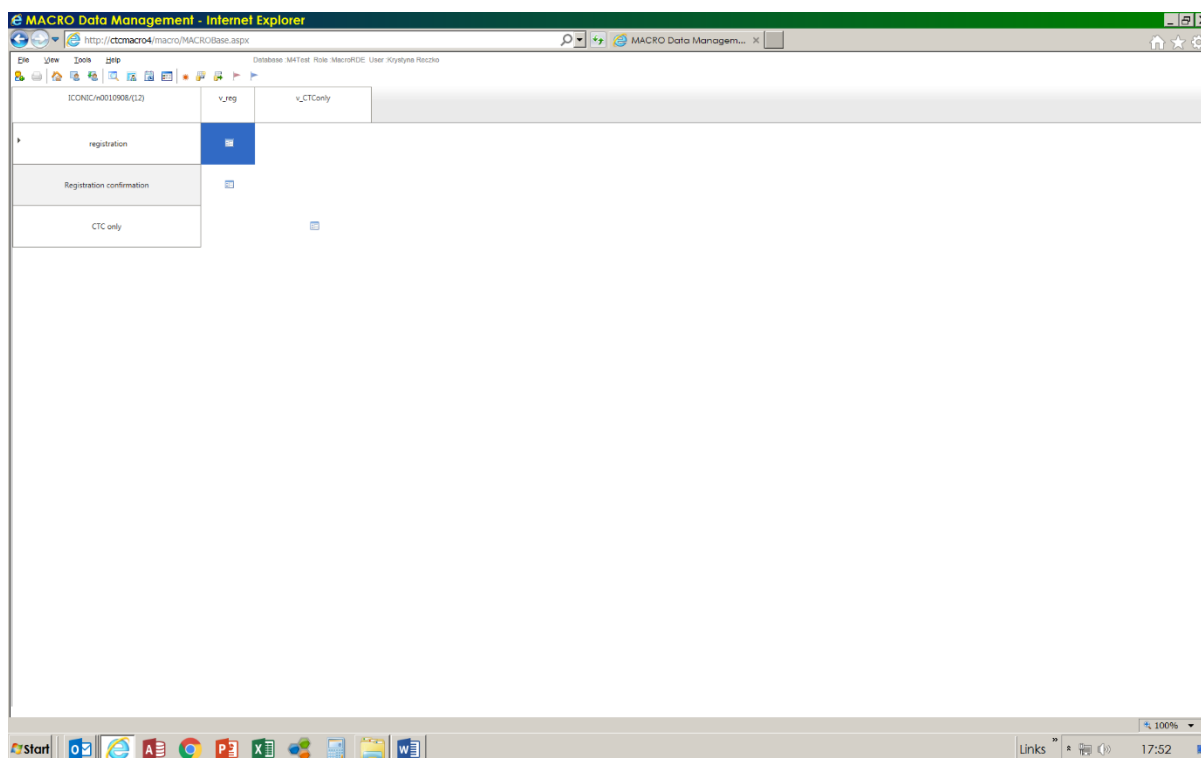 MACRO Data Management - Internet Explorer
http://ctcmacro4/macro/MACROBase.aspx
MACRO Data Managem...
File View Tools Help
Database :M4Test Role :MacroRDE User :Krystyna Reczko
ICONIC/n0010908/(12) v_reg v_CTConly
registration
Registration confirmation
CTC only
100%
Start
Links
17:52